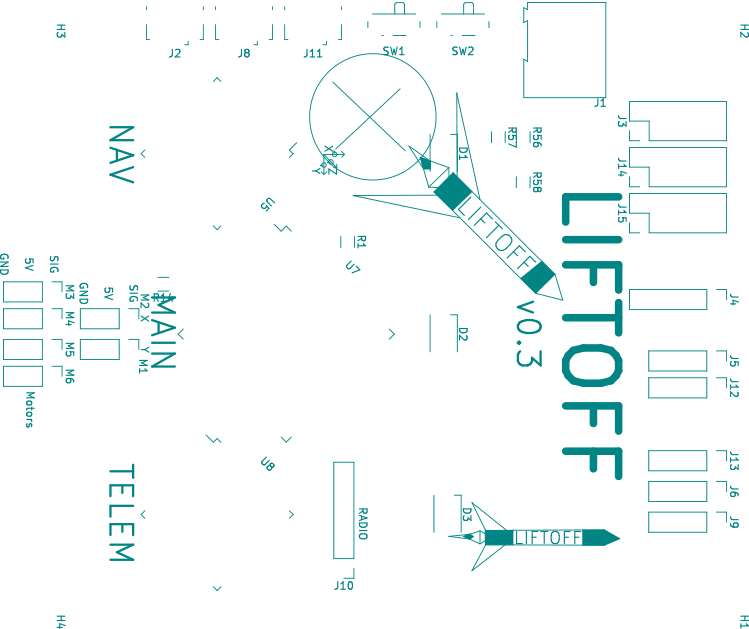 H3
H2
J2
J8
J11
SW1
SW2
J1
J3
R57
R56
NAV
X
Z
Y
D1
J14
R58
U5
J15
LIFTOFF
R1
U7
GND
5V
SIG
M3
GND
5V
SIG
M2
X
MAIN
LIFTOFF
v0.3
J4
M4
D2
M5
Y
M1
J5
M6
J12
Motors
U8
J13
TELEM
J6
RADIO
D3
J9
LIFTOFF
J10
H4
H1